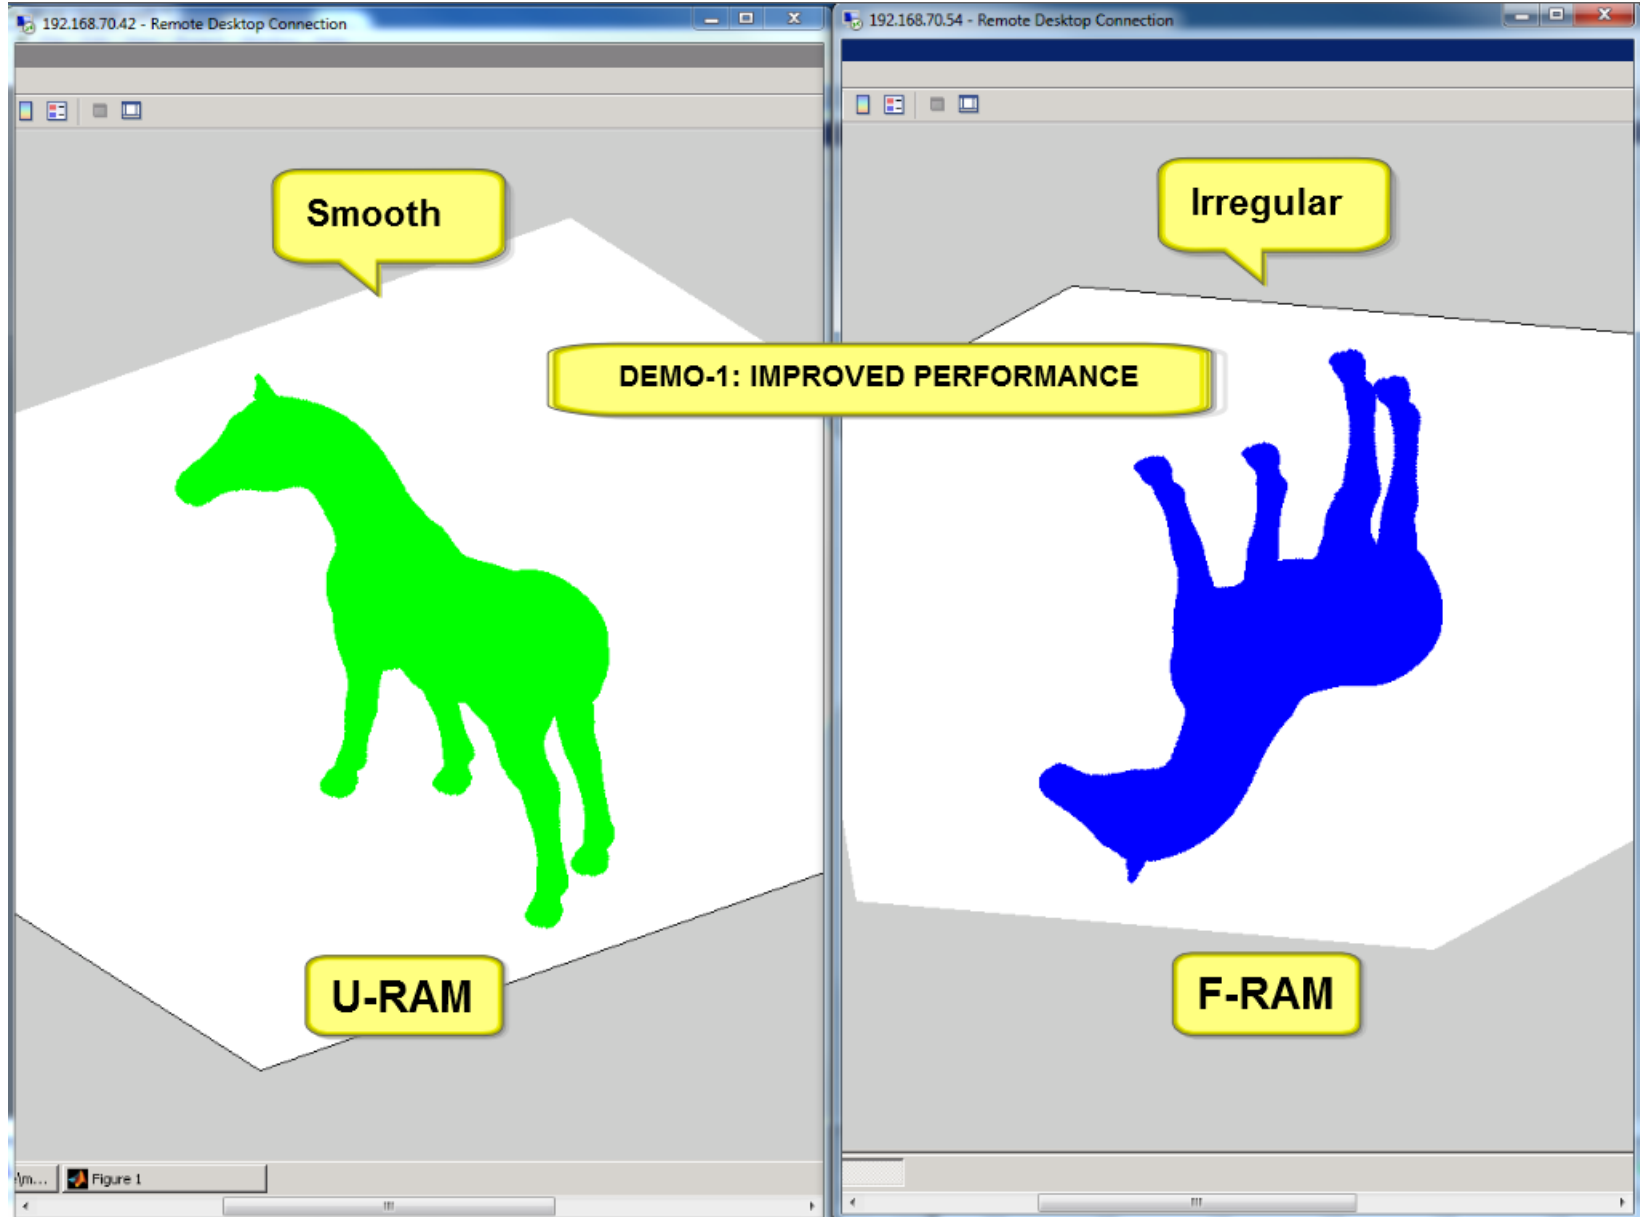 192.168.70.42 - Remote Desktop Connection
192.168.70.54 - Remote Desktop Connection
Smooth
Irregular
DEMO-1: IMPROVED PERFORMANCE
U-RAM
F-RAM
\m...
Figure 1